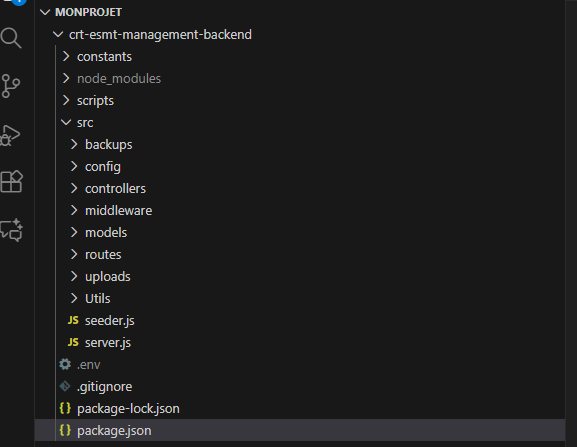 MONPROJET
crt-esmt-management-backend
constants
node_modules
scripts
src
backups
config
controllers
middleware
models
routes
uploads
Utils
JS seeder.js
JS server.js
.env
.gitignore
{} package-lock.json
{} package.json